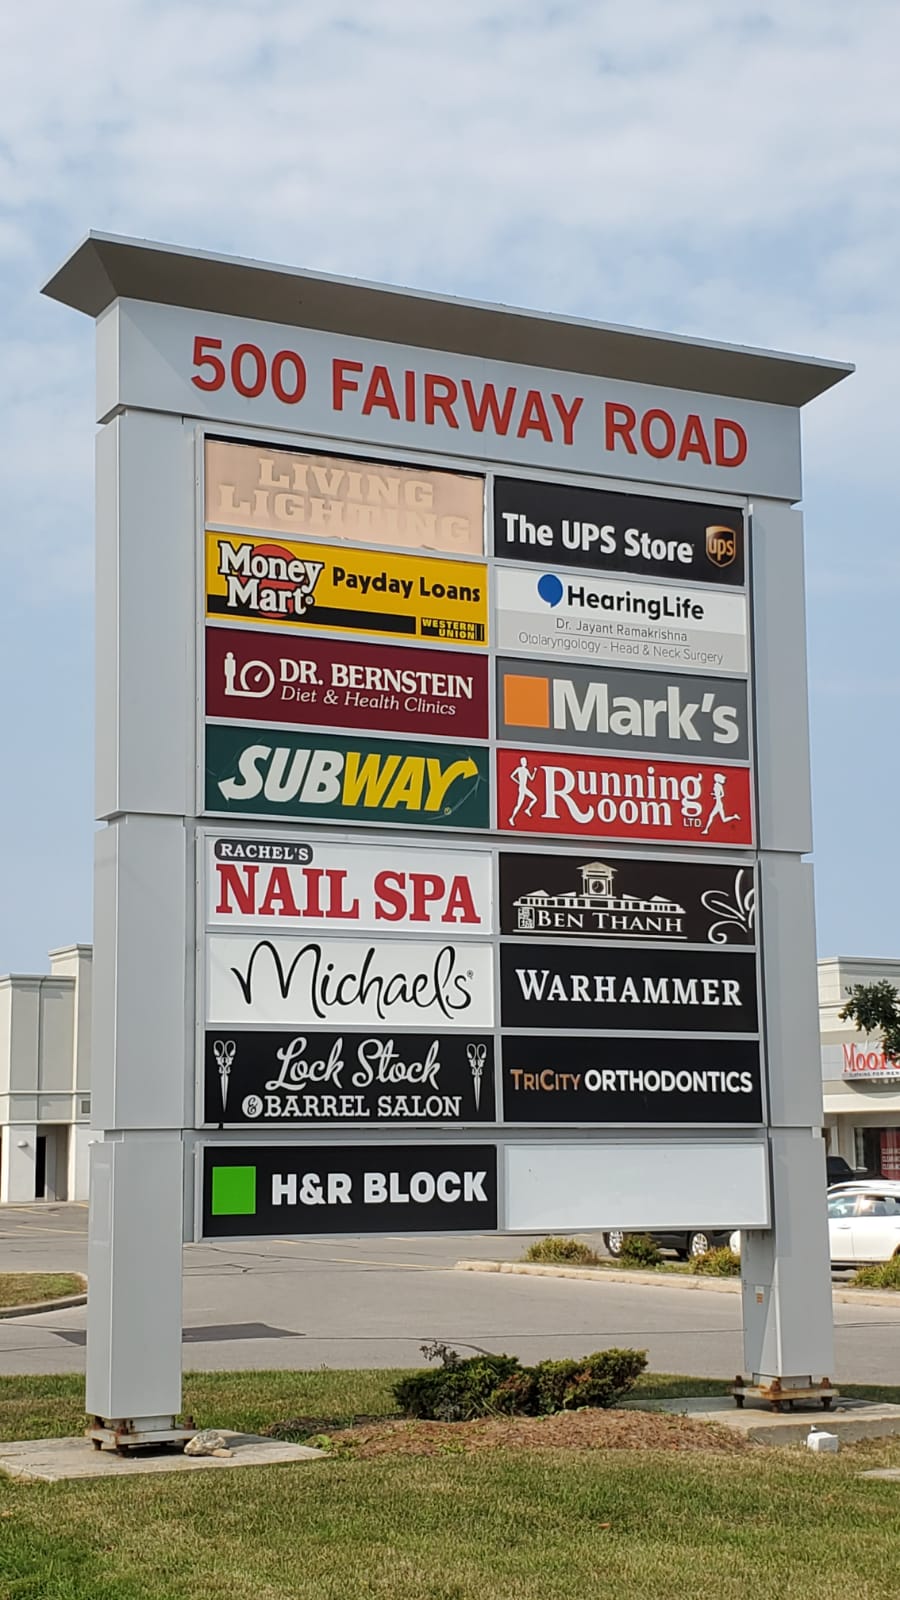 500 FAIRWAY ROAD
LIVING
LIGHTING
The UPS Store
ups
Money
Mart
Payday Loans
WESTERN
UNION
HearingLife
Dr. Jayant Ramakrishna
Otolaryngology - Head & Neck Surgery
DR. BERNSTEIN
Diet & Health Clinics
Mark's
SUBWAY
Running
Room
LTD.
RACHEL'S
NAIL SPA
BEN THANH
Michaels®
WARHAMMER
Lock Stock
& BARREL SALON
TRICITY ORTHODONTICS
H&R BLOCK